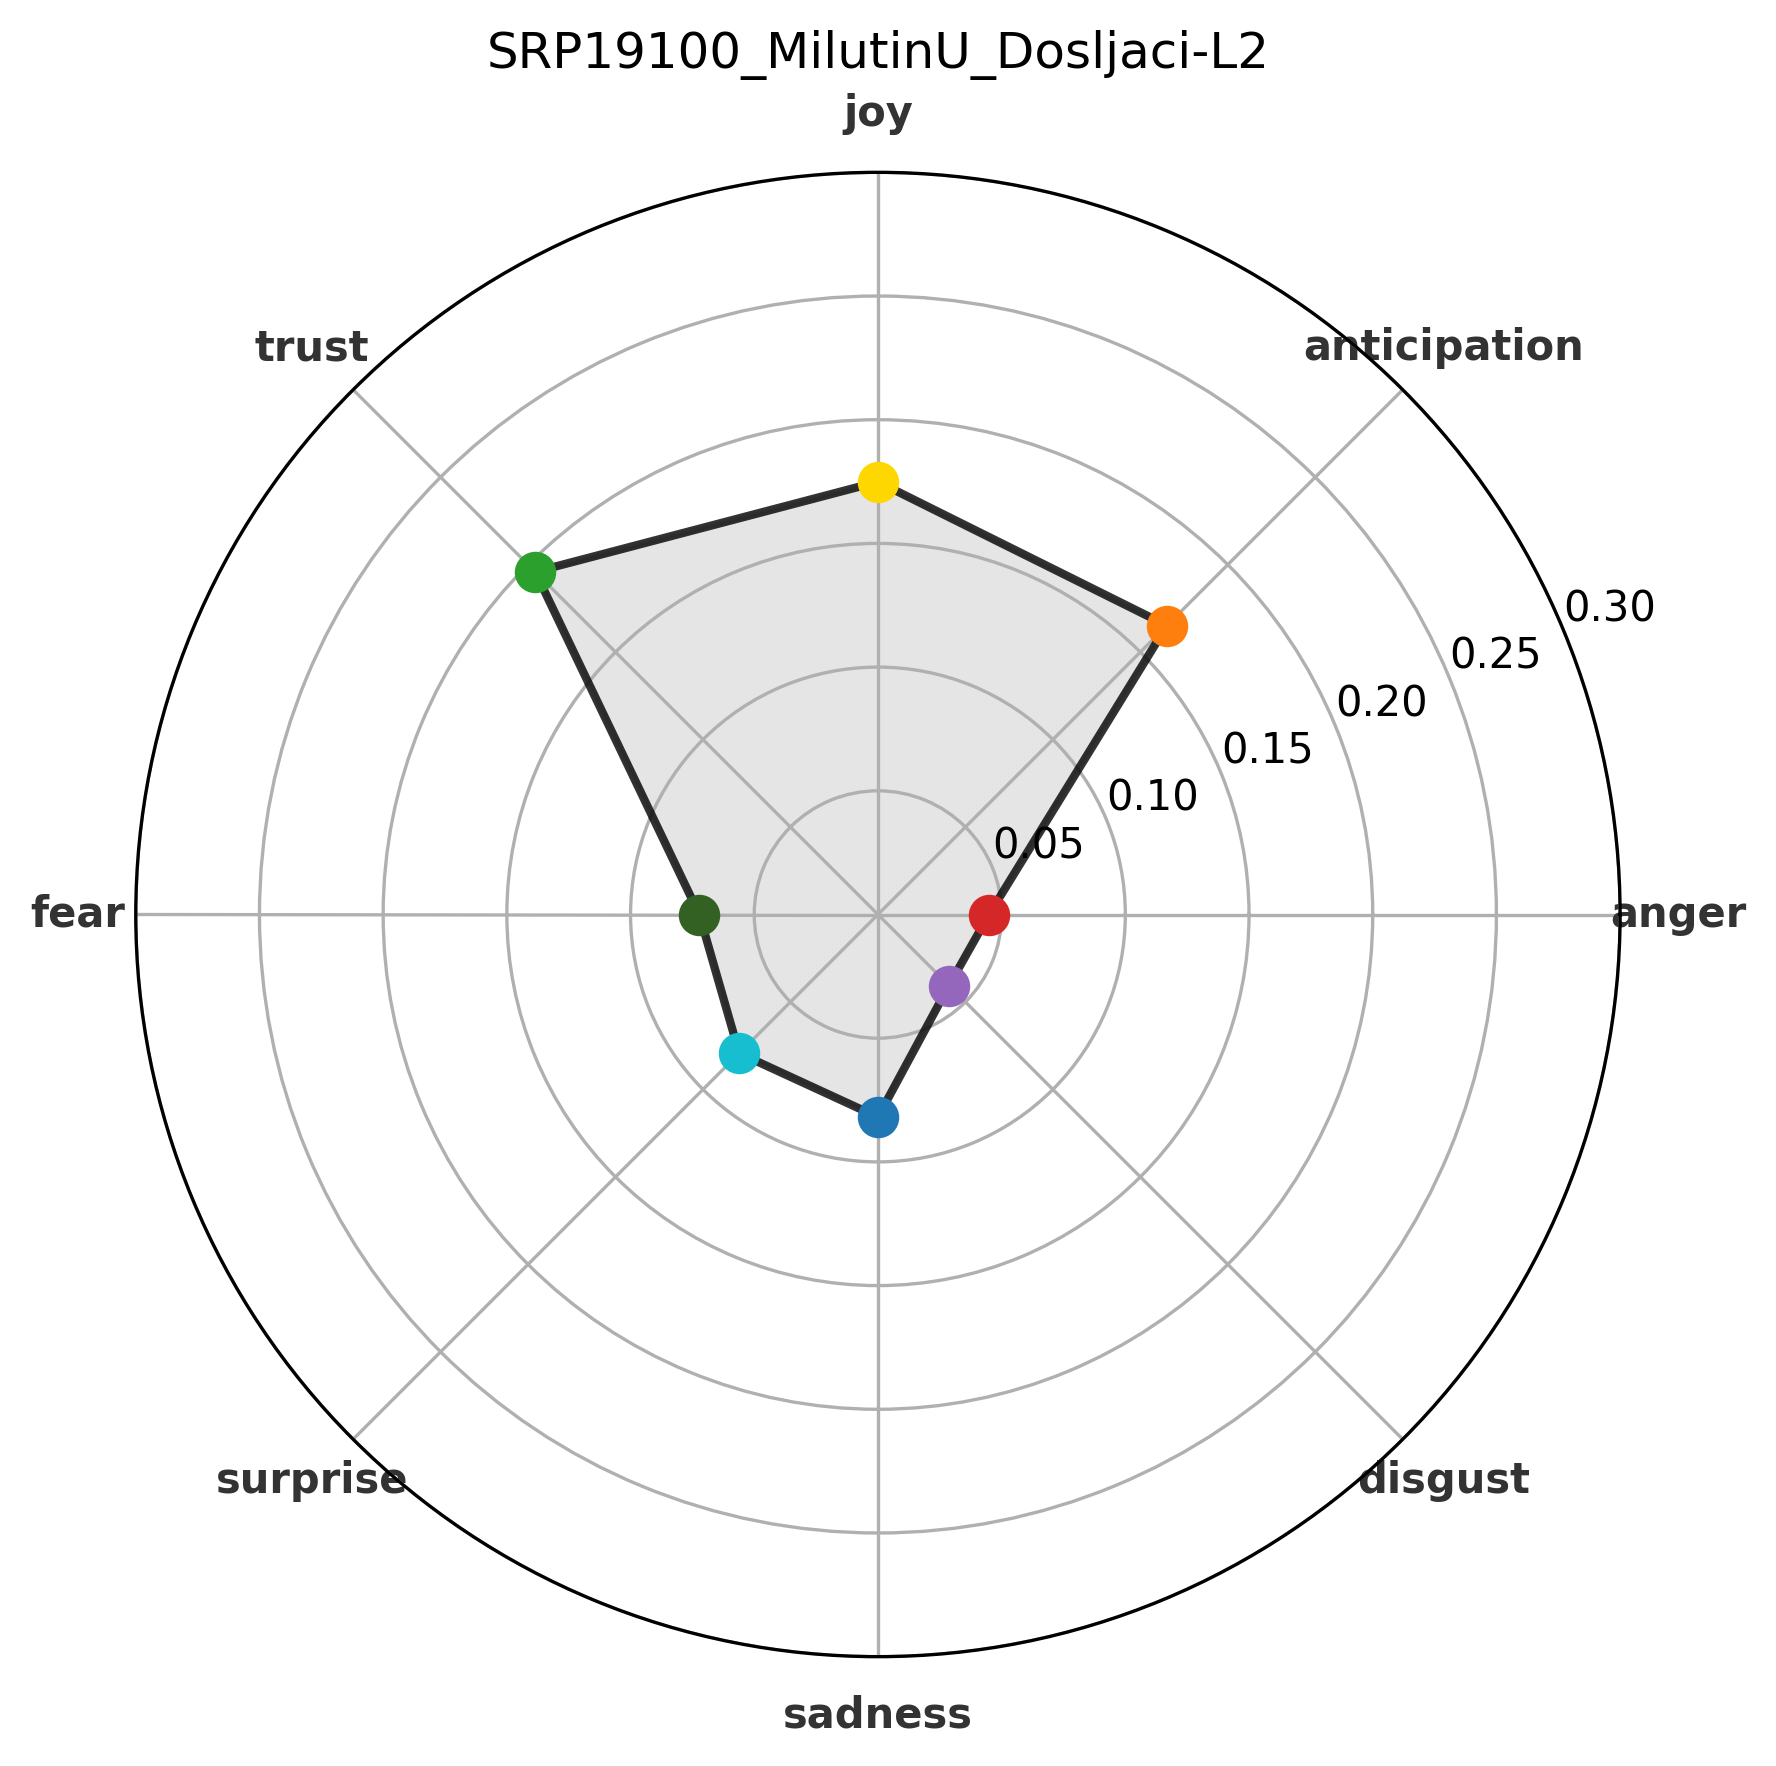 SRP19100_MilutinU_Dosljaci-L2
joy
trust
anticipation
0.30
0.25
0.20
0.15
0.10
0.05
fear
anger
surprise
disgust
sadness